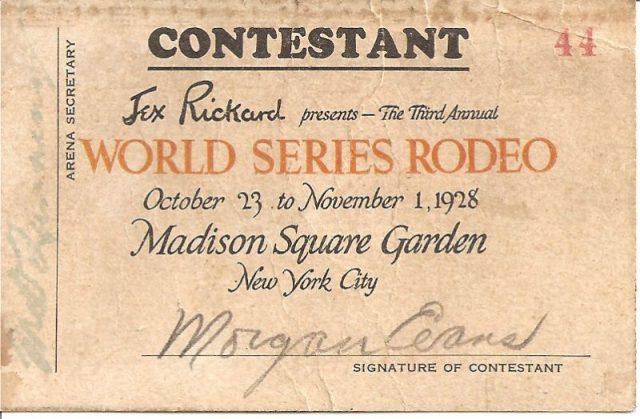 CONTESTANT
44
Tex Rickard presents — The Third Annual
WORLD SERIES RODEO
October 23 to November 1, 1928
Madison Square Garden
New York City
Morgan Evans
SIGNATURE OF CONTESTANT
ARENA SECRETARY